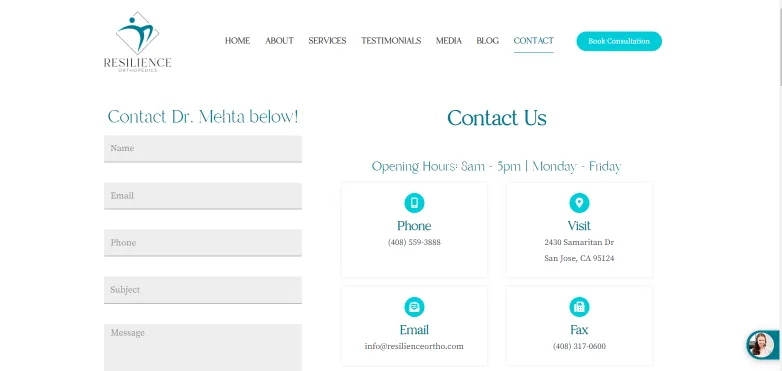 RESILIENCE
ORTHOPEDICS
HOME ABOUT SERVICES TESTIMONIALS MEDIA BLOG CONTACT Book Consultation
Contact Dr. Mehta below!
Name
Email
Phone
Subject
Message
Contact Us
Opening Hours: 8am - 5pm | Monday - Friday
Phone
(408) 559-3888
Visit
2430 Samaritan Dr
San Jose, CA 95124
Email
info@resilienceortho.com
Fax
(408) 317-0600